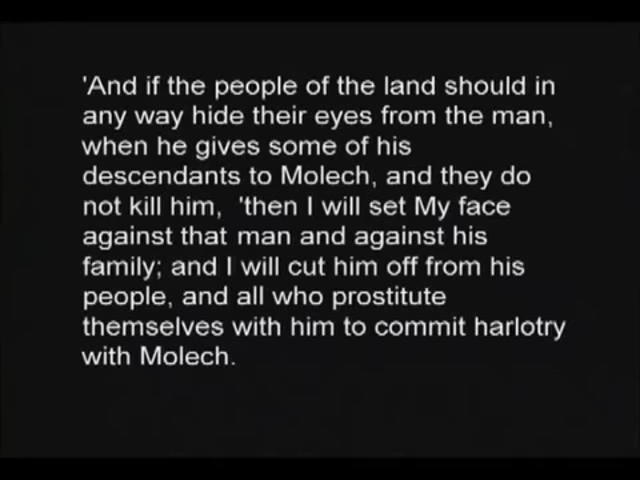 'And if the people of the land should in
any way hide their eyes from the man,
when he gives some of his
descendants to Molech, and they do
not kill him,  'then I will set My face
against that man and against his
family; and I will cut him off from his
people, and all who prostitute
themselves with him to commit harlotry
with Molech.